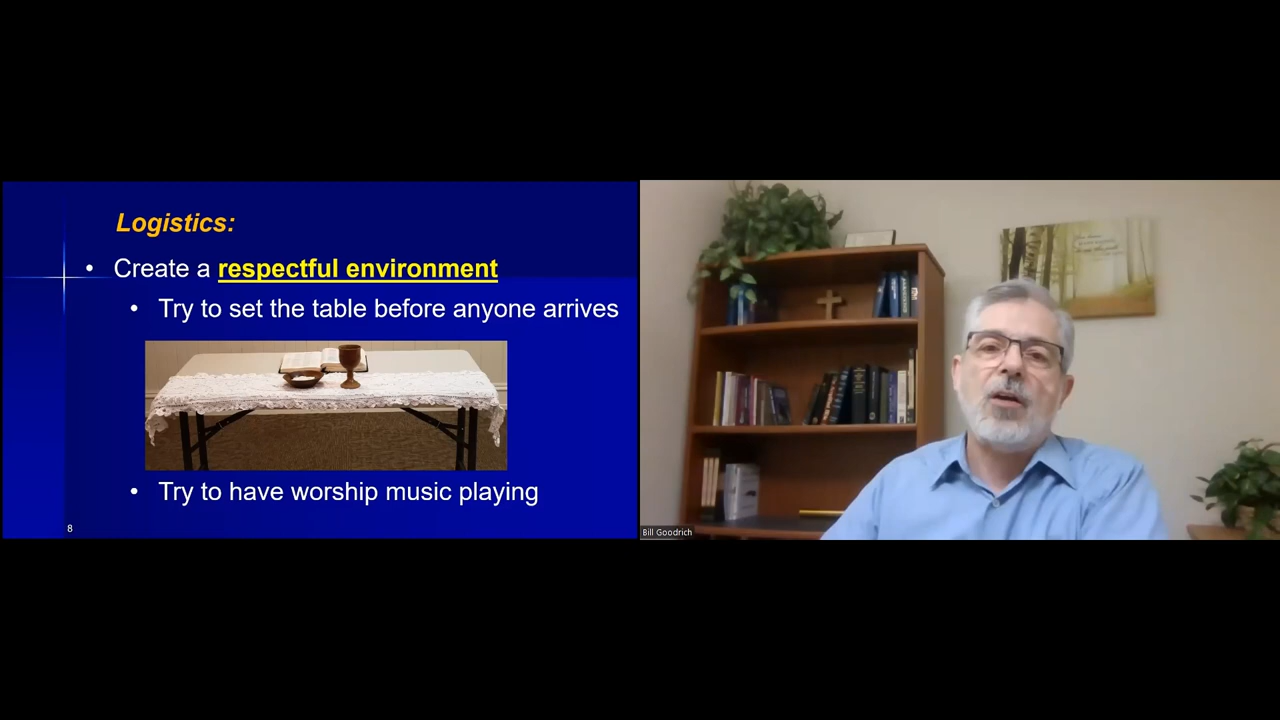 Logistics:
• Create a respectful environment
• Try to set the table before anyone arrives
• Try to have worship music playing
8
Bill Goodrich